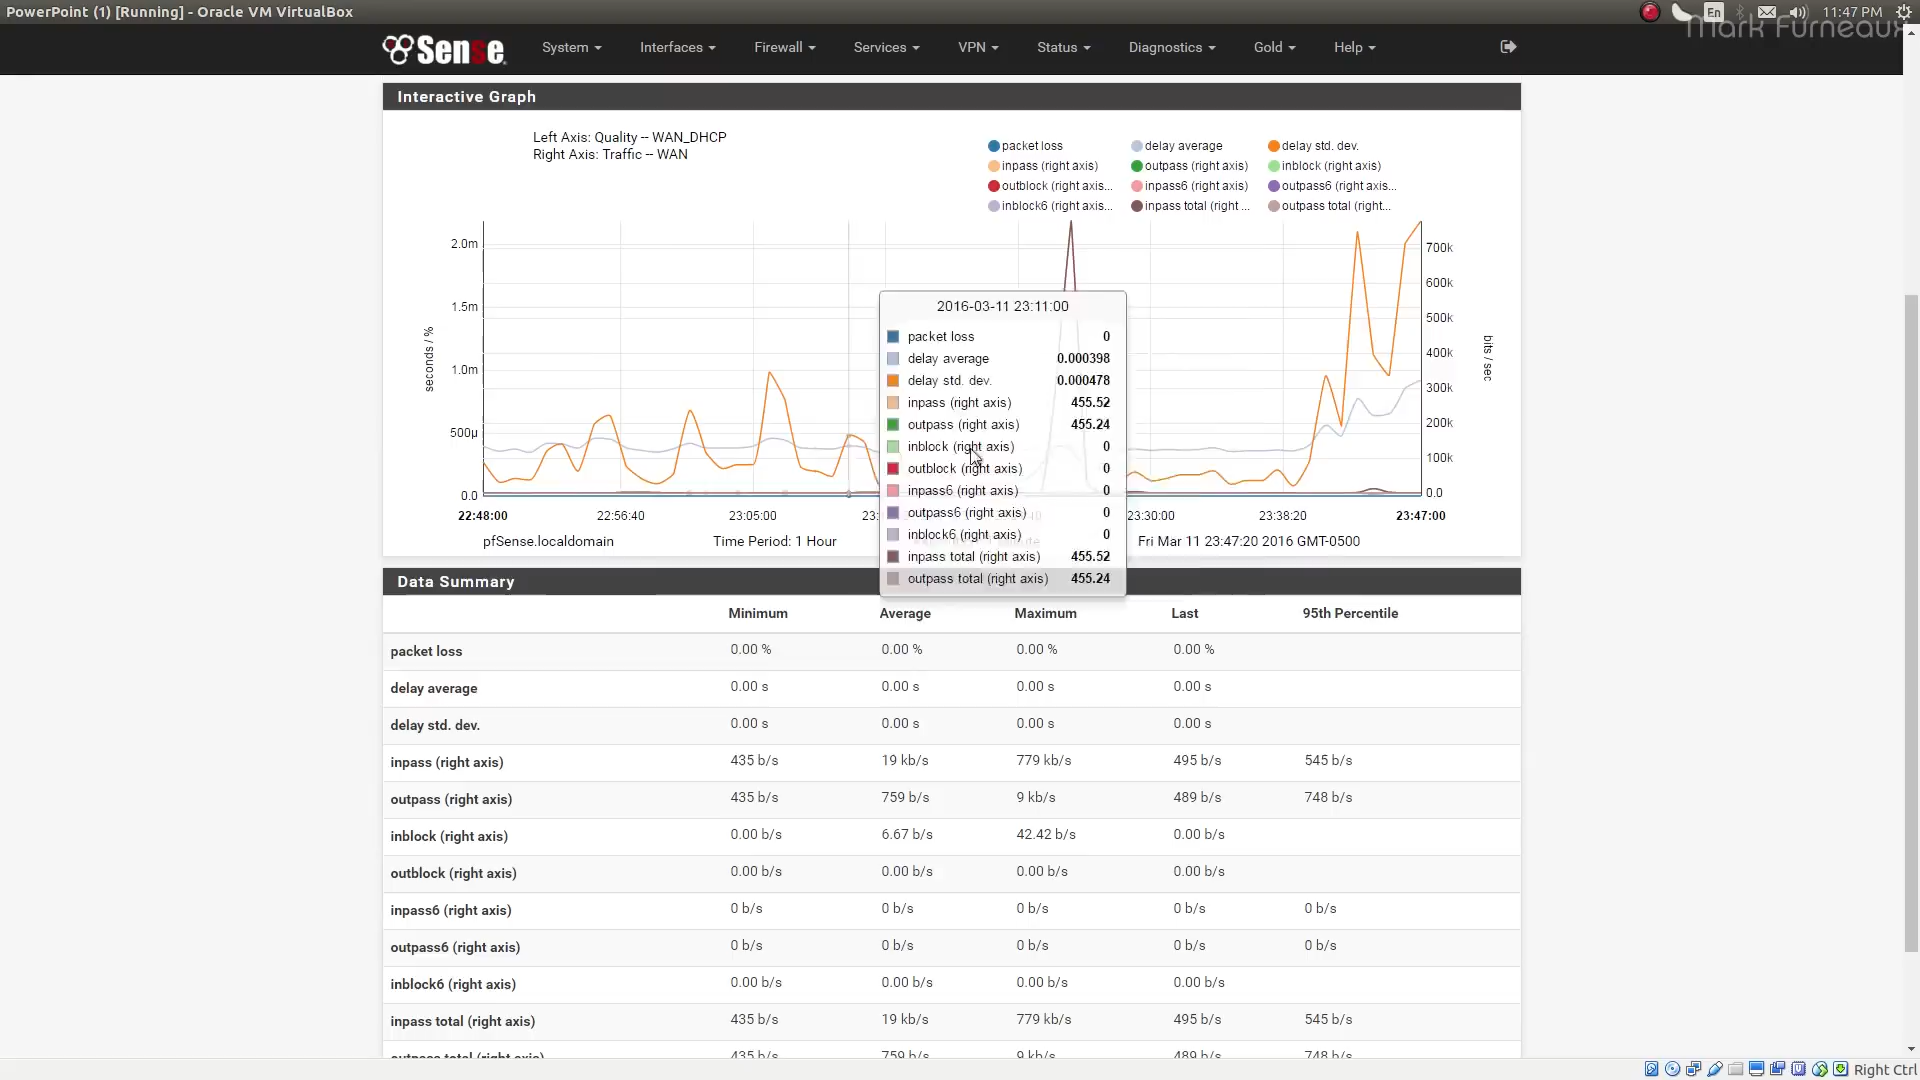 PowerPoint (1) [Running] - Oracle VM VirtualBox
En
11:47 PM
Mark Furneaux
Sense
System
Interfaces
Firewall
Services
VPN
Status
Diagnostics
Gold
Help
Interactive Graph
Left Axis: Quality -- WAN_DHCP
Right Axis: Traffic -- WAN
packet loss
delay average
delay std. dev.
inpass (right axis)
outpass (right axis)
inblock (right axis)
outblock (right axis...
inpass6 (right axis)
outpass6 (right axis...
inblock6 (right axis...
inpass total (right ...
outpass total (right...
2.0m
1.5m
1.0m
500µ
0.0
seconds / %
700k
600k
500k
400k
300k
200k
100k
0.0
bits / sec
2016-03-11 23:11:00
packet loss 0
delay average 0.000398
delay std. dev. 0.000478
inpass (right axis) 455.52
outpass (right axis) 455.24
inblock (right axis) 0
outblock (right axis) 0
inpass6 (right axis) 0
outpass6 (right axis) 0
inblock6 (right axis) 0
inpass total (right axis) 455.52
outpass total (right axis) 455.24
22:48:00
22:56:40
23:05:00
23:30:00
23:38:20
23:47:00
pfSense.localdomain
Time Period: 1 Hour
Fri Mar 11 23:47:20 2016 GMT-0500
Data Summary
Minimum Average Maximum Last 95th Percentile
packet loss 0.00 % 0.00 % 0.00 % 0.00 %
delay average 0.00 s 0.00 s 0.00 s 0.00 s
delay std. dev. 0.00 s 0.00 s 0.00 s 0.00 s
inpass (right axis) 435 b/s 19 kb/s 779 kb/s 495 b/s 545 b/s
outpass (right axis) 435 b/s 759 b/s 9 kb/s 489 b/s 748 b/s
inblock (right axis) 0.00 b/s 6.67 b/s 42.42 b/s 0.00 b/s
outblock (right axis) 0.00 b/s 0.00 b/s 0.00 b/s 0.00 b/s
inpass6 (right axis) 0 b/s 0 b/s 0 b/s 0 b/s 0 b/s
outpass6 (right axis) 0 b/s 0 b/s 0 b/s 0 b/s 0 b/s
inblock6 (right axis) 0.00 b/s 0.00 b/s 0.00 b/s 0.00 b/s
inpass total (right axis) 435 b/s 19 kb/s 779 kb/s 495 b/s 545 b/s
outpass total (right axis) 435 b/s 759 b/s 9 kb/s 489 b/s 748 b/s
Right Ctrl